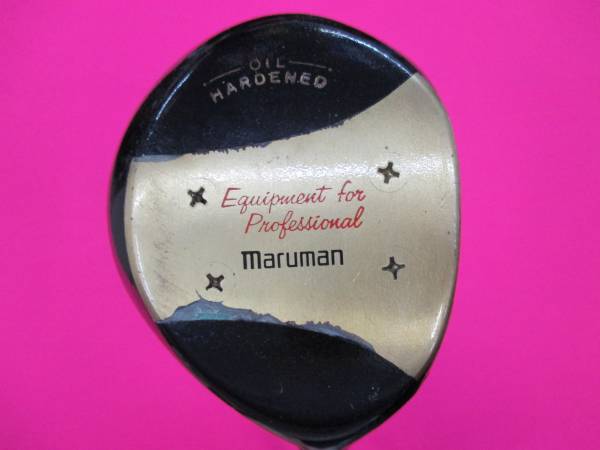 OIL
HARDENED
Equipment for
Professional
maruman